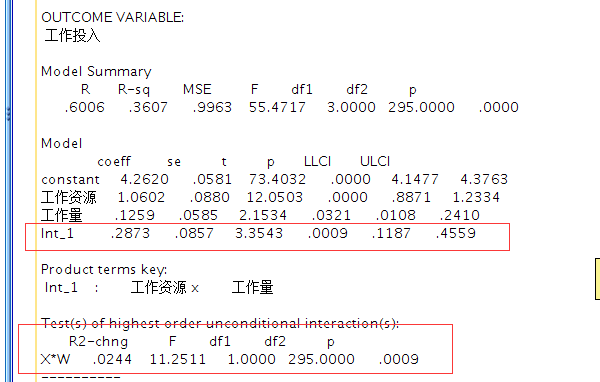 OUTCOME VARIABLE:
工作投入
Model Summary
R R-sq MSE F df1 df2 p
.6006 .3607 .9963 55.4717 3.0000 295.0000 .0000
Model
coeff se t p LLCI ULCI
constant 4.2620 .0581 73.4032 .0000 4.1477 4.3763
工作资源 1.0602 .0880 12.0503 .0000 .8871 1.2334
工作量 .1259 .0585 2.1534 .0321 .0108 .2410
Int_1 .2873 .0857 3.3543 .0009 .1187 .4559
Product terms key:
Int_1 : 工作资源 x 工作量
Test(s) of highest order unconditional interaction(s):
R2-chng F df1 df2 p
X*W .0244 11.2511 1.0000 295.0000 .0009
----------